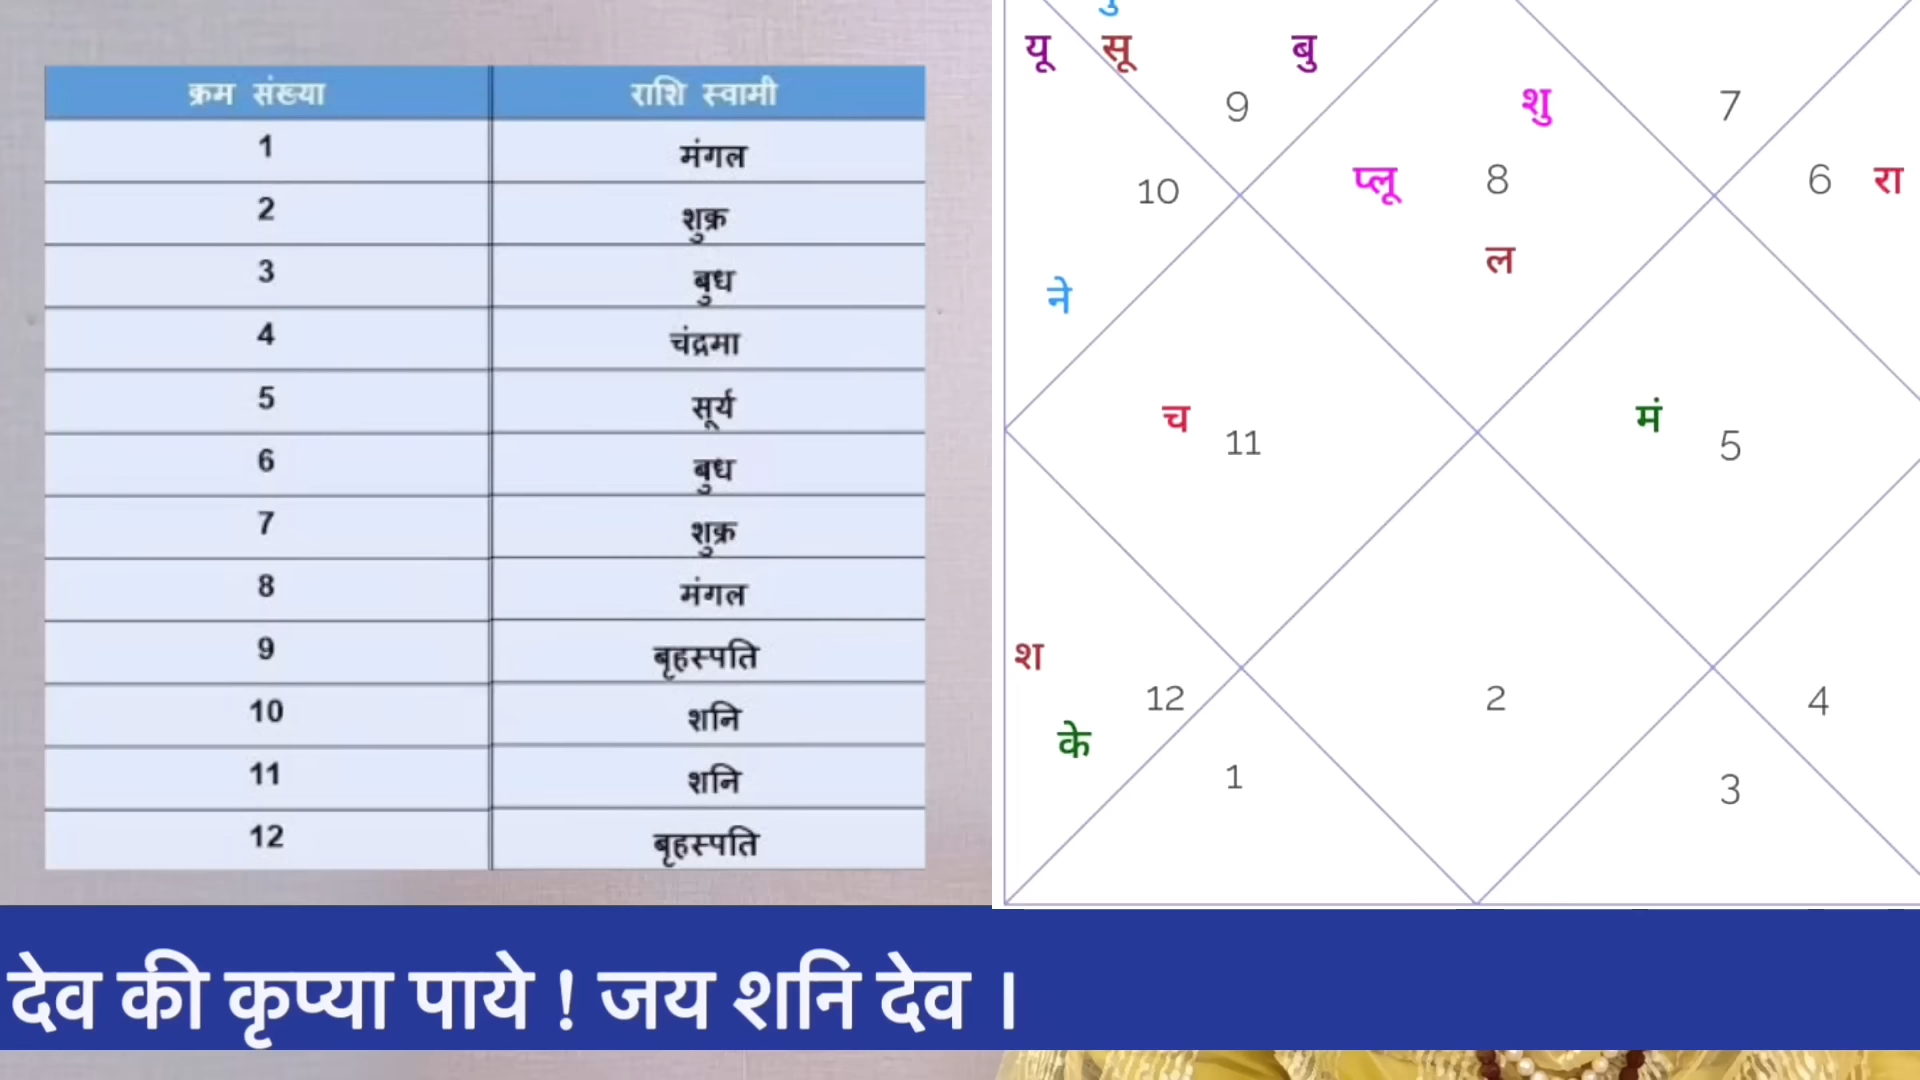 क्रम संख्या राशि स्वामी
1 मंगल
2 शुक्र
3 बुध
4 चंद्रमा
5 सूर्य
6 बुध
7 शुक्र
8 मंगल
9 बृहस्पति
10 शनि
11 शनि
12 बृहस्पति
यू सू बु
9 शु 7
10 प्लू 8 6 रा
ल
ने
च 11 मं 5
श
12 2 4
के
1 3
देव की कृप्या पाये ! जय शनि देव ।